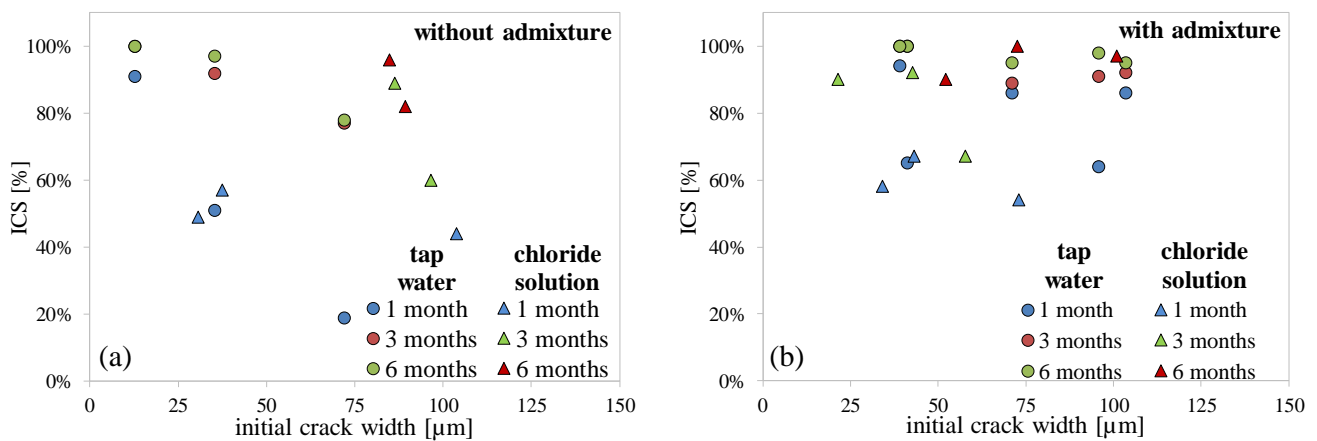 without admixture
100%
80%
60%
40%
20%
0%
ICS [%]
0 25 50 75 100 125 150
initial crack width [µm]
(a)
tap water
chloride solution
1 month 1 month
3 months 3 months
6 months 6 months
with admixture
100%
80%
60%
40%
20%
0%
ICS [%]
0 25 50 75 100 125 150
initial crack width [µm]
(b)
tap water
chloride solution
1 month 1 month
3 months 3 months
6 months 6 months